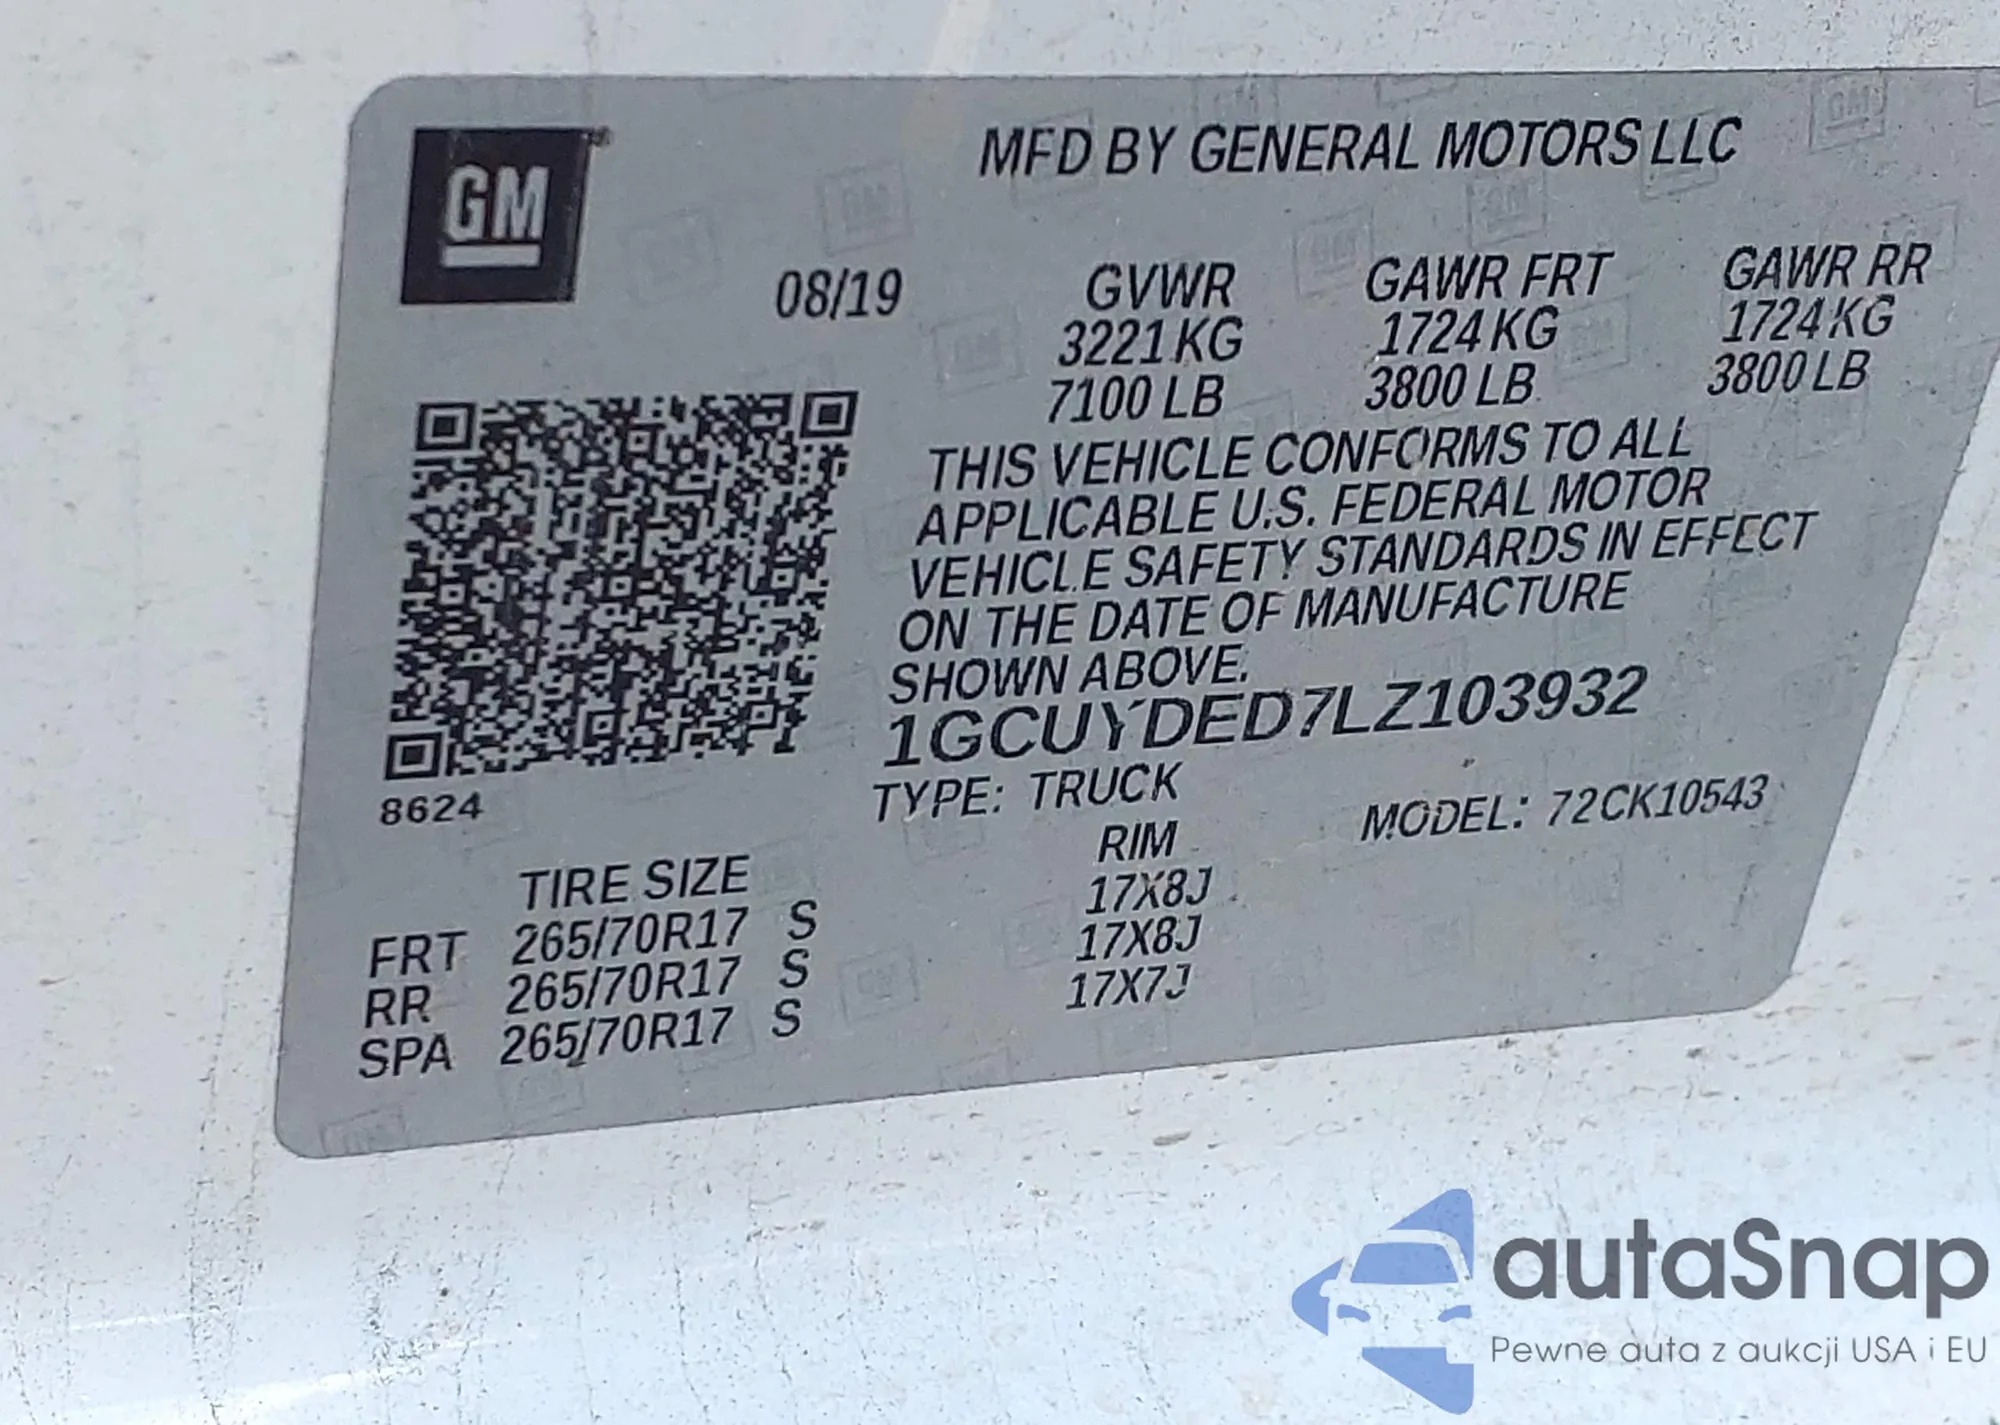 GM
MFD BY GENERAL MOTORS LLC
08/19 GVWR GAWR FRT GAWR RR
3221 KG 1724 KG 1724 KG
7100 LB 3800 LB 3800 LB
THIS VEHICLE CONFORMS TO ALL
APPLICABLE U.S. FEDERAL MOTOR
VEHICLE SAFETY STANDARDS IN EFFECT
ON THE DATE OF MANUFACTURE
SHOWN ABOVE.
1GCUYDED7LZ103932
8624
TYPE: TRUCK MODEL: 72CK10543
TIRE SIZE RIM
FRT 265/70R17 S 17X8J
RR 265/70R17 S 17X8J
SPA 265/70R17 S 17X7J
autaSnap
Pewne auta z aukcji USA i EU